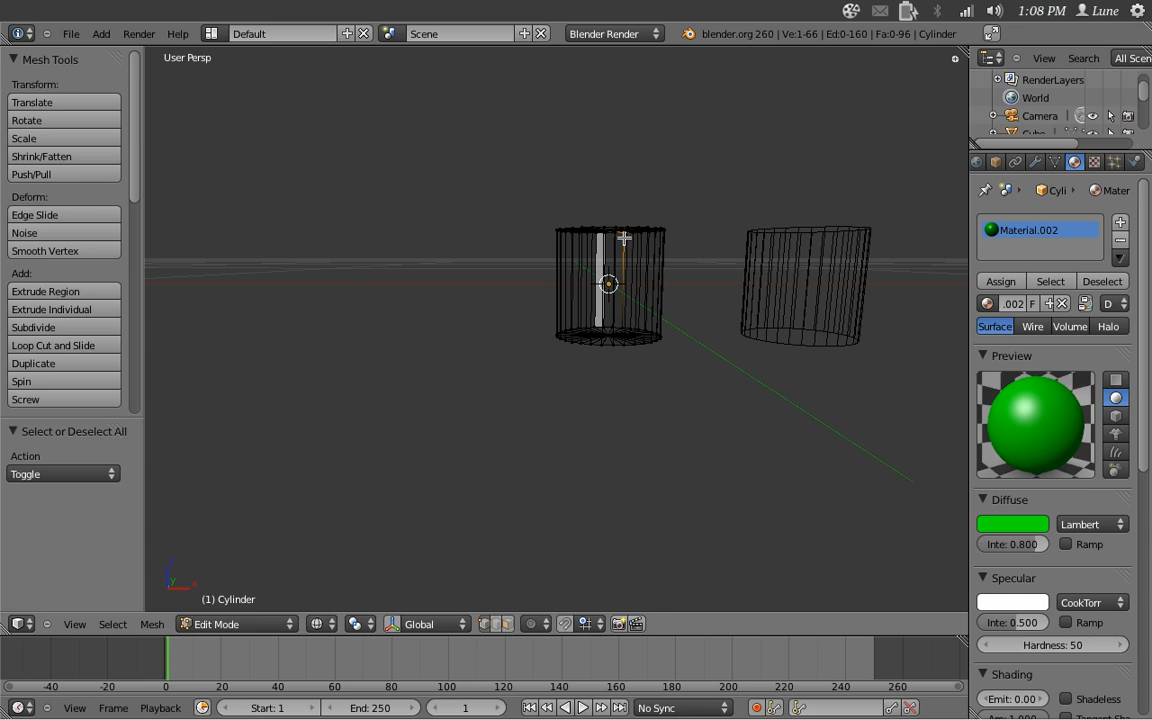 1:08 PM Lune
File Add Render Help Default Scene Blender Render blender.org 260 | Ve:1-66 | Ed:0-160 | Fa:0-96 | Cylinder
Mesh Tools
Transform:
Translate
Rotate
Scale
Shrink/Fatten
Push/Pull
Deform:
Edge Slide
Noise
Smooth Vertex
Add:
Extrude Region
Extrude Individual
Subdivide
Loop Cut and Slide
Duplicate
Spin
Screw
Select or Deselect All
Action
Toggle
User Persp
z
y
x
(1) Cylinder
View Select Mesh Edit Mode Global
-40 -20 0 20 40 60 80 100 120 140 160 180 200 220 240 260
View Frame Playback Start: 1 End: 250 1 No Sync
View Search All Scen
RenderLayers
World
Camera
Cyli Mater
Material.002
Assign Select Deselect
.002 F D
Surface Wire Volume Halo
Preview
Diffuse
Lambert
Inte: 0.800 Ramp
Specular
CookTorr
Inte: 0.500 Ramp
Hardness: 50
Shading
Emit: 0.00 Shadeless